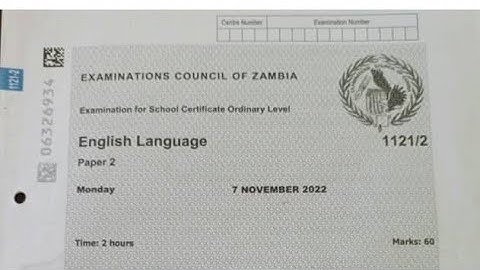 Centre Number Examination Number
1121-2
06326934
EXAMINATIONS COUNCIL OF ZAMBIA
Examination for School Certificate Ordinary Level
English Language 1121/2
Paper 2
Monday 7 NOVEMBER 2022
Time: 2 hours Marks: 60